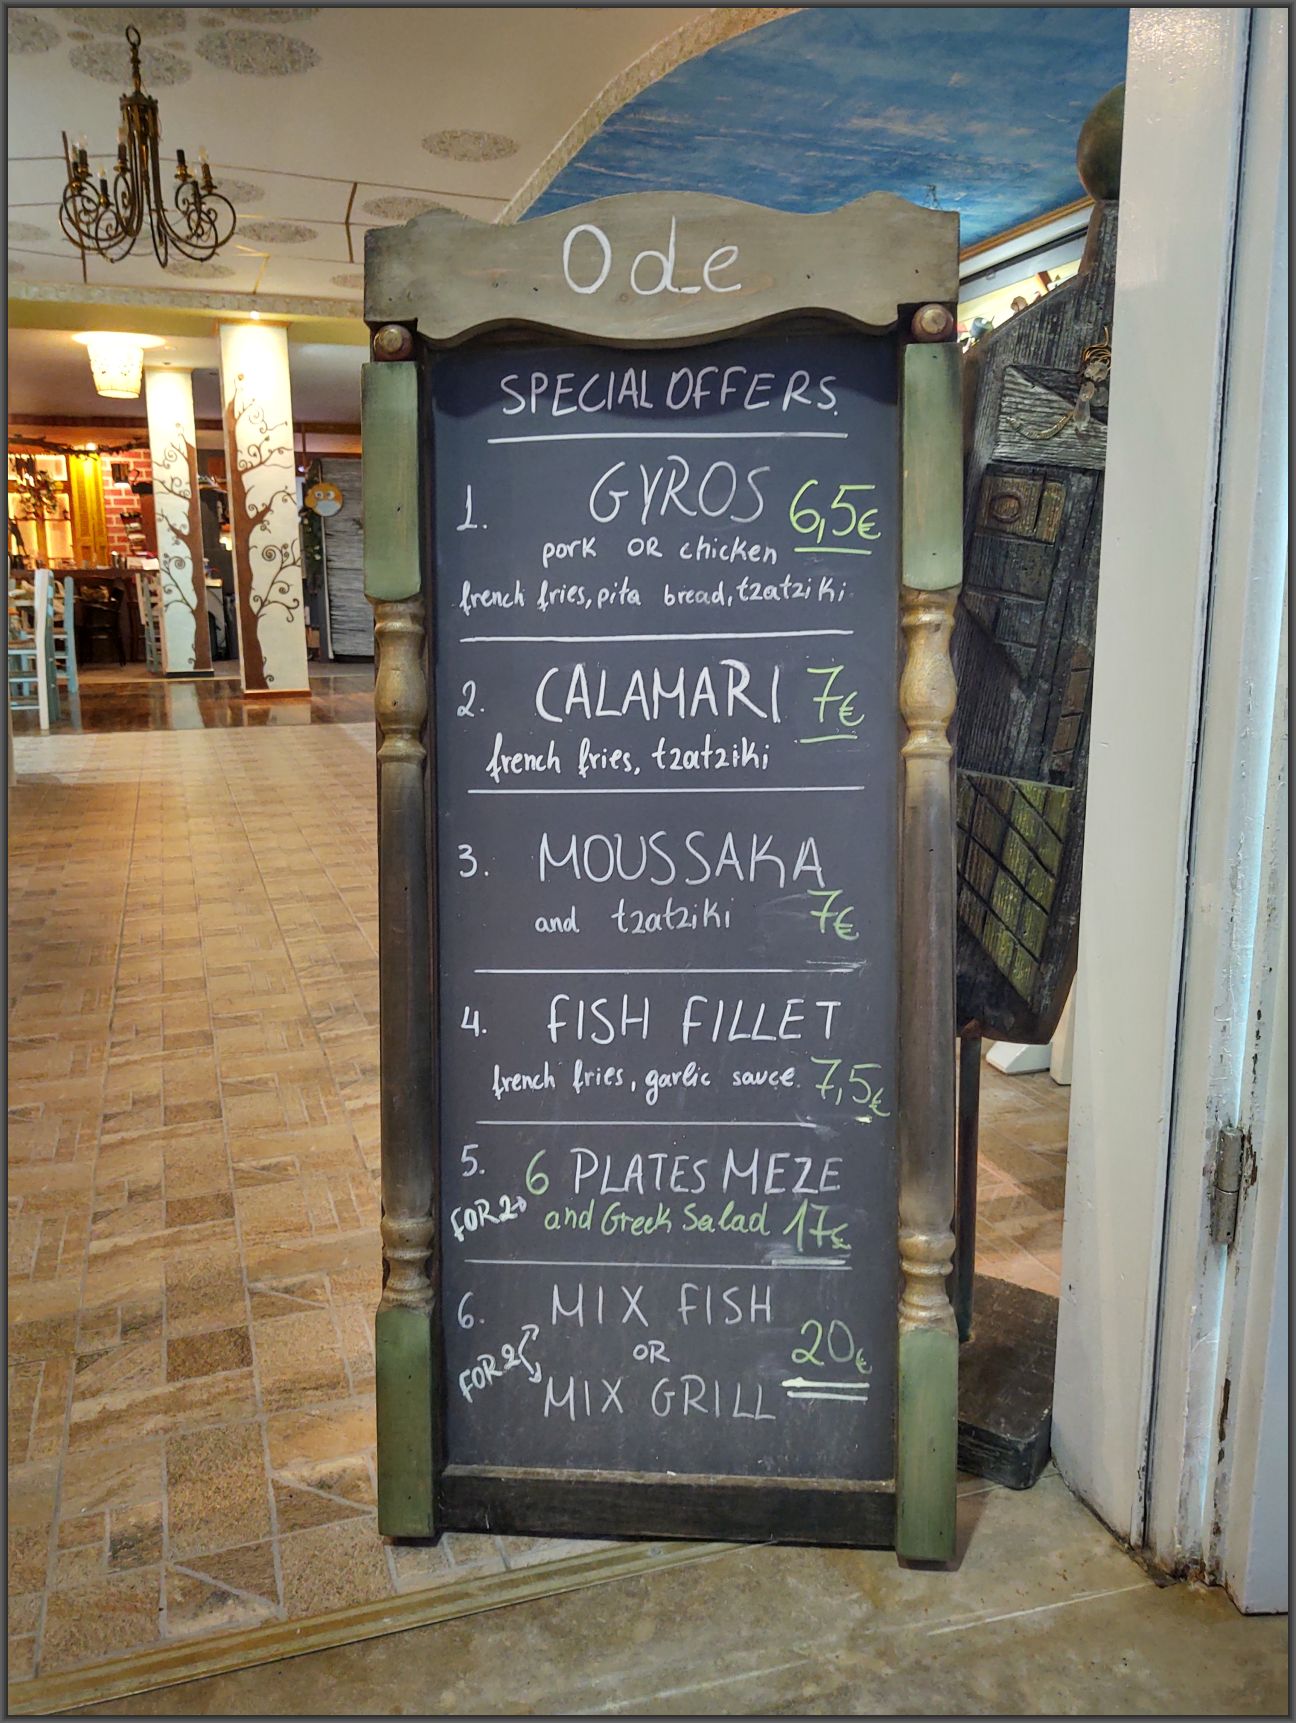 Ode
SPECIAL OFFERS.
1. GYROS 6,5€
pork OR chicken
french fries, pita bread, tzatziki
2. CALAMARI 7€
french fries, tzatziki
3. MOUSSAKA
and tzatziki 7€
4. FISH FILLET
french fries, garlic sauce. 7,5€
5. 6 PLATES MEZE
FOR 2 and Greek Salad 17€
6. MIX FISH
FOR 2 OR 20€
MIX GRILL